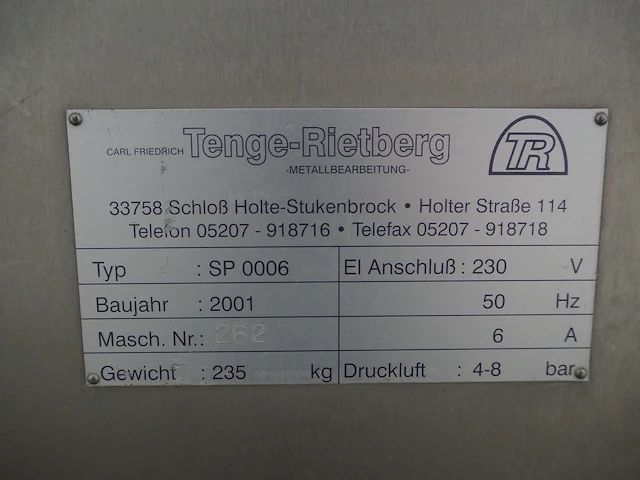 CARL FRIEDRICH Tenge-Rietberg
-METALLBEARBEITUNG-
TR
33758 Schloß Holte-Stukenbrock • Holter Straße 114
Telefon 05207 - 918716 • Telefax 05207 - 918718
Typ : SP 0006 El Anschluß : 230 V
Baujahr : 2001 50 Hz
Masch. Nr.: 262 6 A
Gewicht : 235 kg Druckluft : 4-8 bar